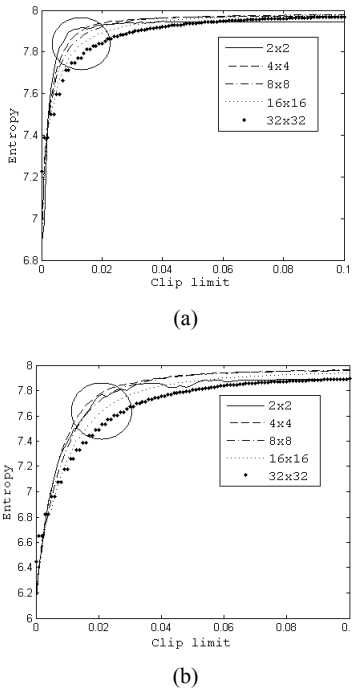 8
7.8
7.6
7.4
7.2
7
6.8
Entropy
2x2
4x4
8x8
16x16
32x32
0
0.02
0.04
0.06
0.08
0.1
Clip limit
(a)
8
7.8
7.6
7.4
7.2
7
6.8
6.6
6.4
6.2
6
Entropy
2x2
4x4
8x8
16x16
32x32
0
0.02
0.04
0.06
0.08
0.
Clip limit
(b)